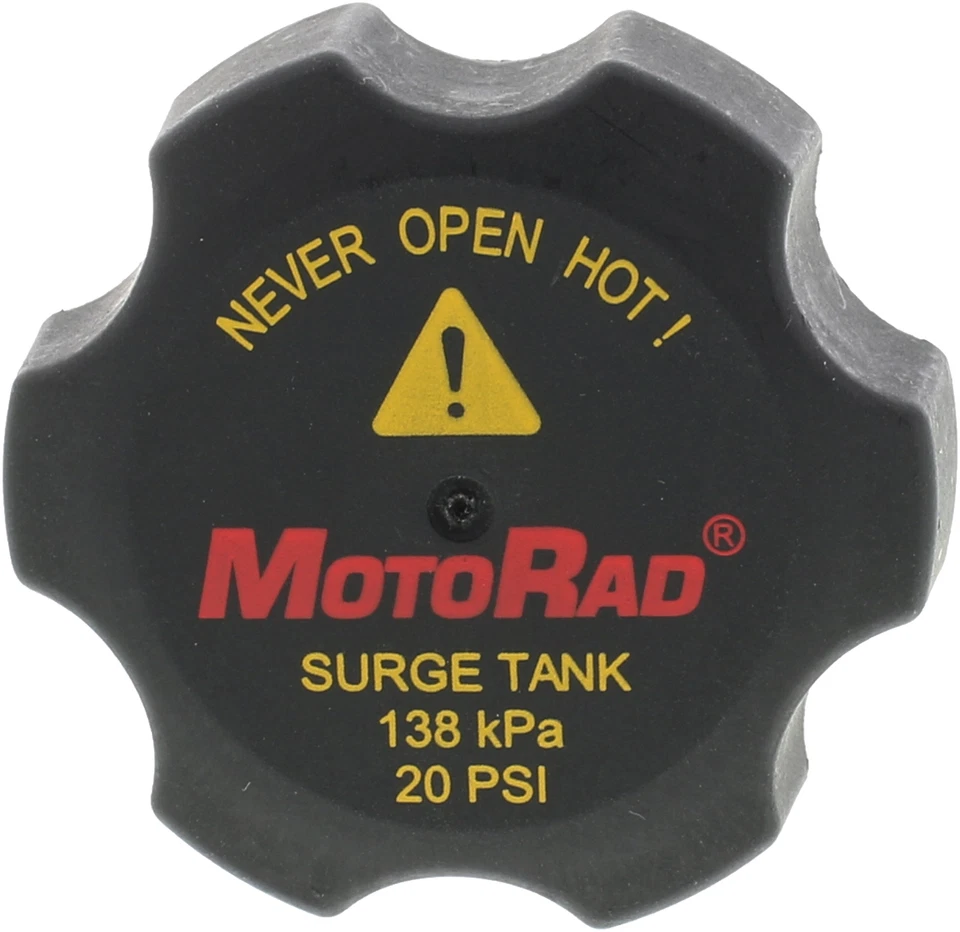 NEVER OPEN HOT!
MOTORAD®
SURGE TANK
138 kPa
20 PSI